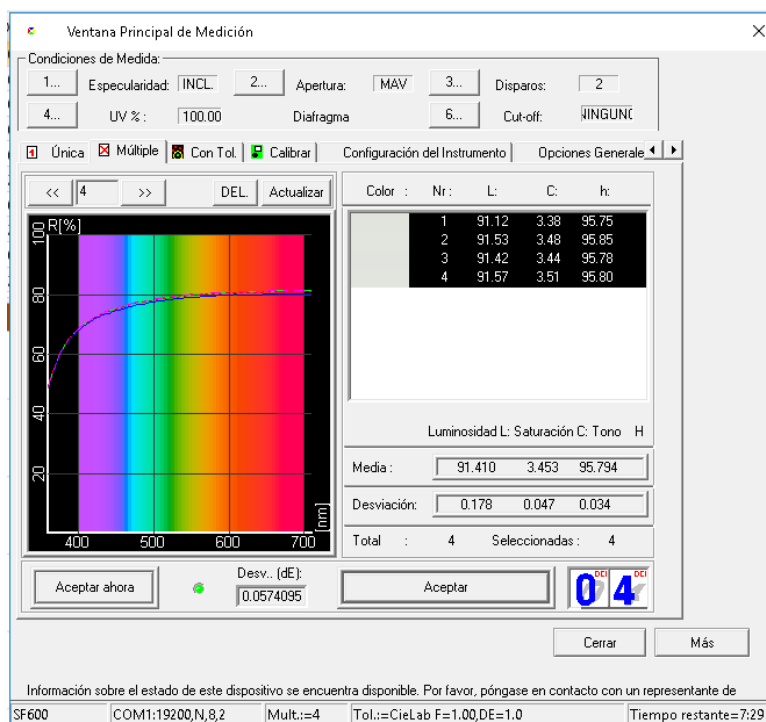 Ventana Principal de Medición
Condiciones de Medida:
1... Especularidad: INCL. 2... Apertura: MAV 3... Disparos: 2
4... UV % : 100.00 Diafragma 6... Cut-off:
Única Múltiple Con Tol. Calibrar Configuración del Instrumento Opciones Generale
<< 4 >> DEL. Actualizar
R[%]
100
80
60
40
20
[nm]
400 500 600 700
Color : Nr : L: C: h:
1 91.12 3.38 95.75
2 91.53 3.48 95.85
3 91.42 3.44 95.78
4 91.57 3.51 95.80
Luminosidad L: Saturación C: Tono H
Media : 91.410 3.453 95.794
Desviación: 0.178 0.047 0.034
Total : 4 Seleccionadas : 4
Aceptar ahora
Desv.. (dE):
0.0574095
Aceptar
DCI DCI
04
Cerrar Más
Información sobre el estado de este dispositivo se encuentra disponible. Por favor, póngase en contacto con un representante de
SF600 COM1:19200,N,8,2 Mult.:=4 Tol.:=CieLab F=1.00,DE=1.0 Tiempo restante=7:29